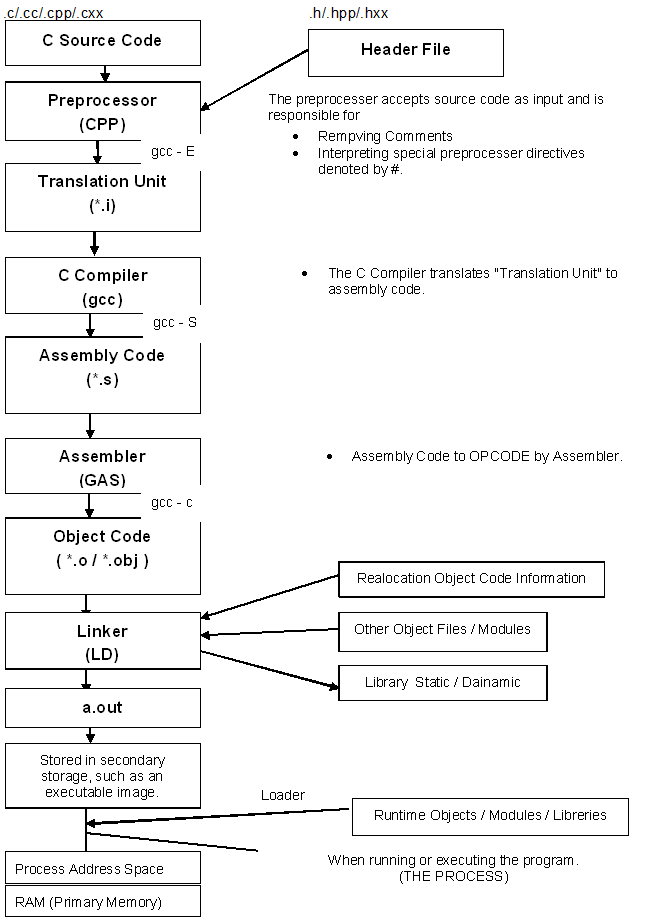 .c/.cc/.cpp/.cxx
.h/.hpp/.hxx
C Source Code
Header File
Preprocessor
(CPP)
The preprocesser accepts source code as input and is
responsible for
• Rempving Comments
• Interpreting special preprocesser directives
denoted by #.
gcc - E
Translation Unit
(*.i)
C Compiler
(gcc)
• The C Compiler translates "Translation Unit" to
assembly code.
gcc - S
Assembly Code
(*.s)
Assembler
(GAS)
• Assembly Code to OPCODE by Assembler.
gcc - c
Object Code
( *.o / *.obj )
Realocation Object Code Information
Linker
(LD)
Other Object Files / Modules
Library Static / Dainamic
a.out
Stored in secondary
storage, such as an
executable image.
Loader
Runtime Objects / Modules / Libreries
When running or executing the program.
(THE PROCESS)
Process Address Space
RAM (Primary Memory)